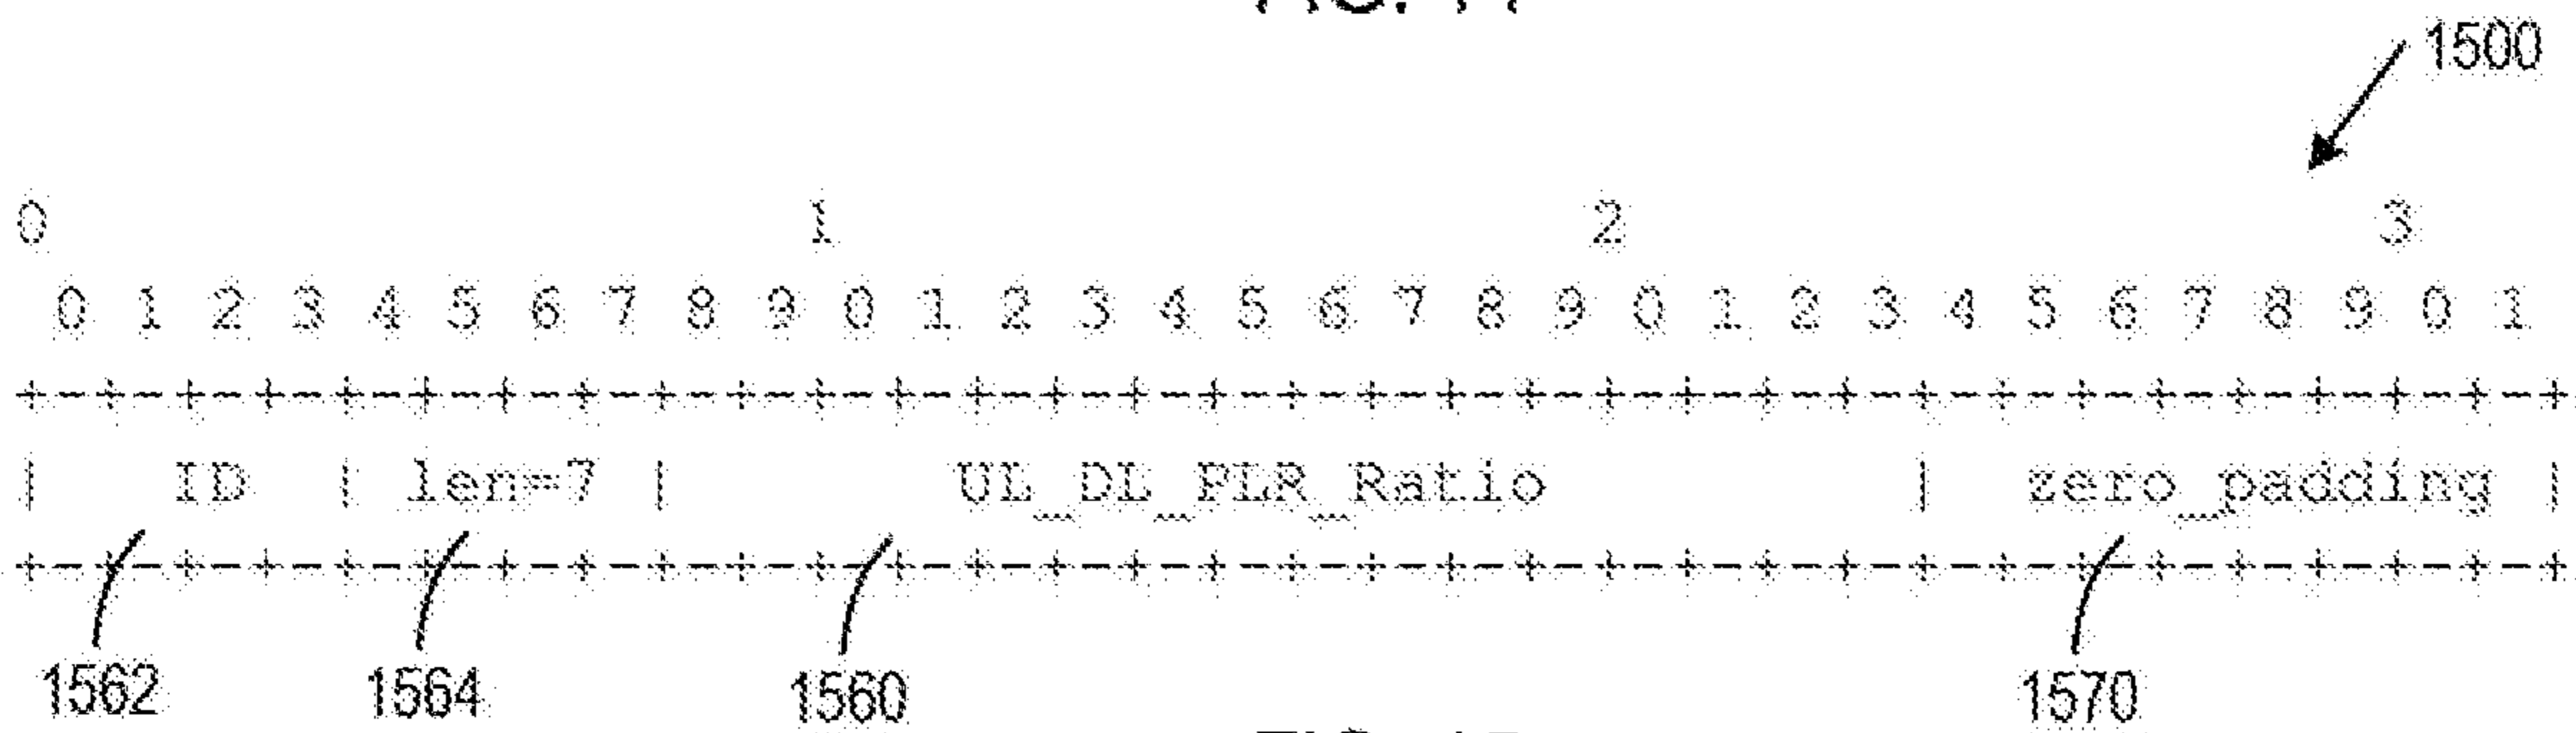 1500
0 1 2 3
0 1 2 3 4 5 6 7 8 9 0 1 2 3 4 5 6 7 8 9 0 1 2 3 4 5 6 7 8 9 0 1
+-+-+-+-+-+-+-+-+-+-+-+-+-+-+-+-+-+-+-+-+-+-+-+-+-+-+-+-+-+-+-+-+
| ID | len=7 | UL_DL_PLR_Ratio | zero_padding |
+-+-+-+-+-+-+-+-+-+-+-+-+-+-+-+-+-+-+-+-+-+-+-+-+-+-+-+-+-+-+-+-+
1562 1564 1560 1570